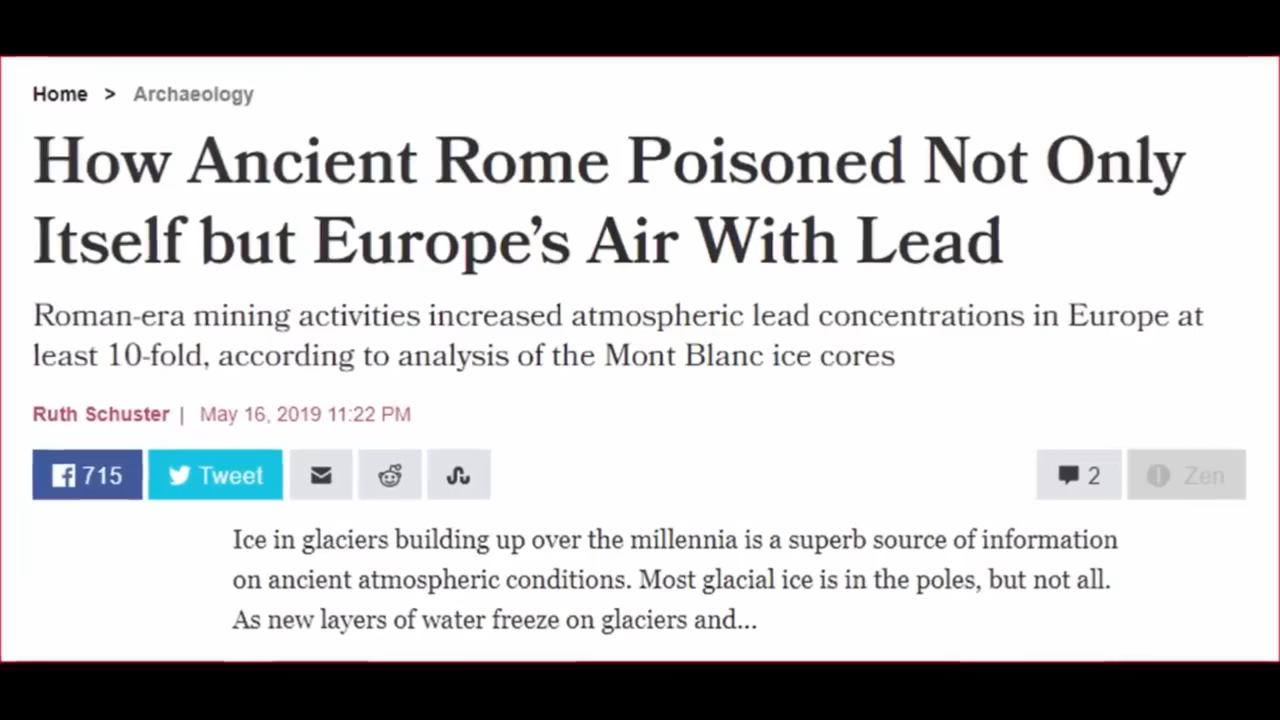 Home > Archaeology
How Ancient Rome Poisoned Not Only
Itself but Europe's Air With Lead
Roman-era mining activities increased atmospheric lead concentrations in Europe at
least 10-fold, according to analysis of the Mont Blanc ice cores
Ruth Schuster | May 16, 2019 11:22 PM
715 Tweet 2 Zen
Ice in glaciers building up over the millennia is a superb source of information
on ancient atmospheric conditions. Most glacial ice is in the poles, but not all.
As new layers of water freeze on glaciers and...